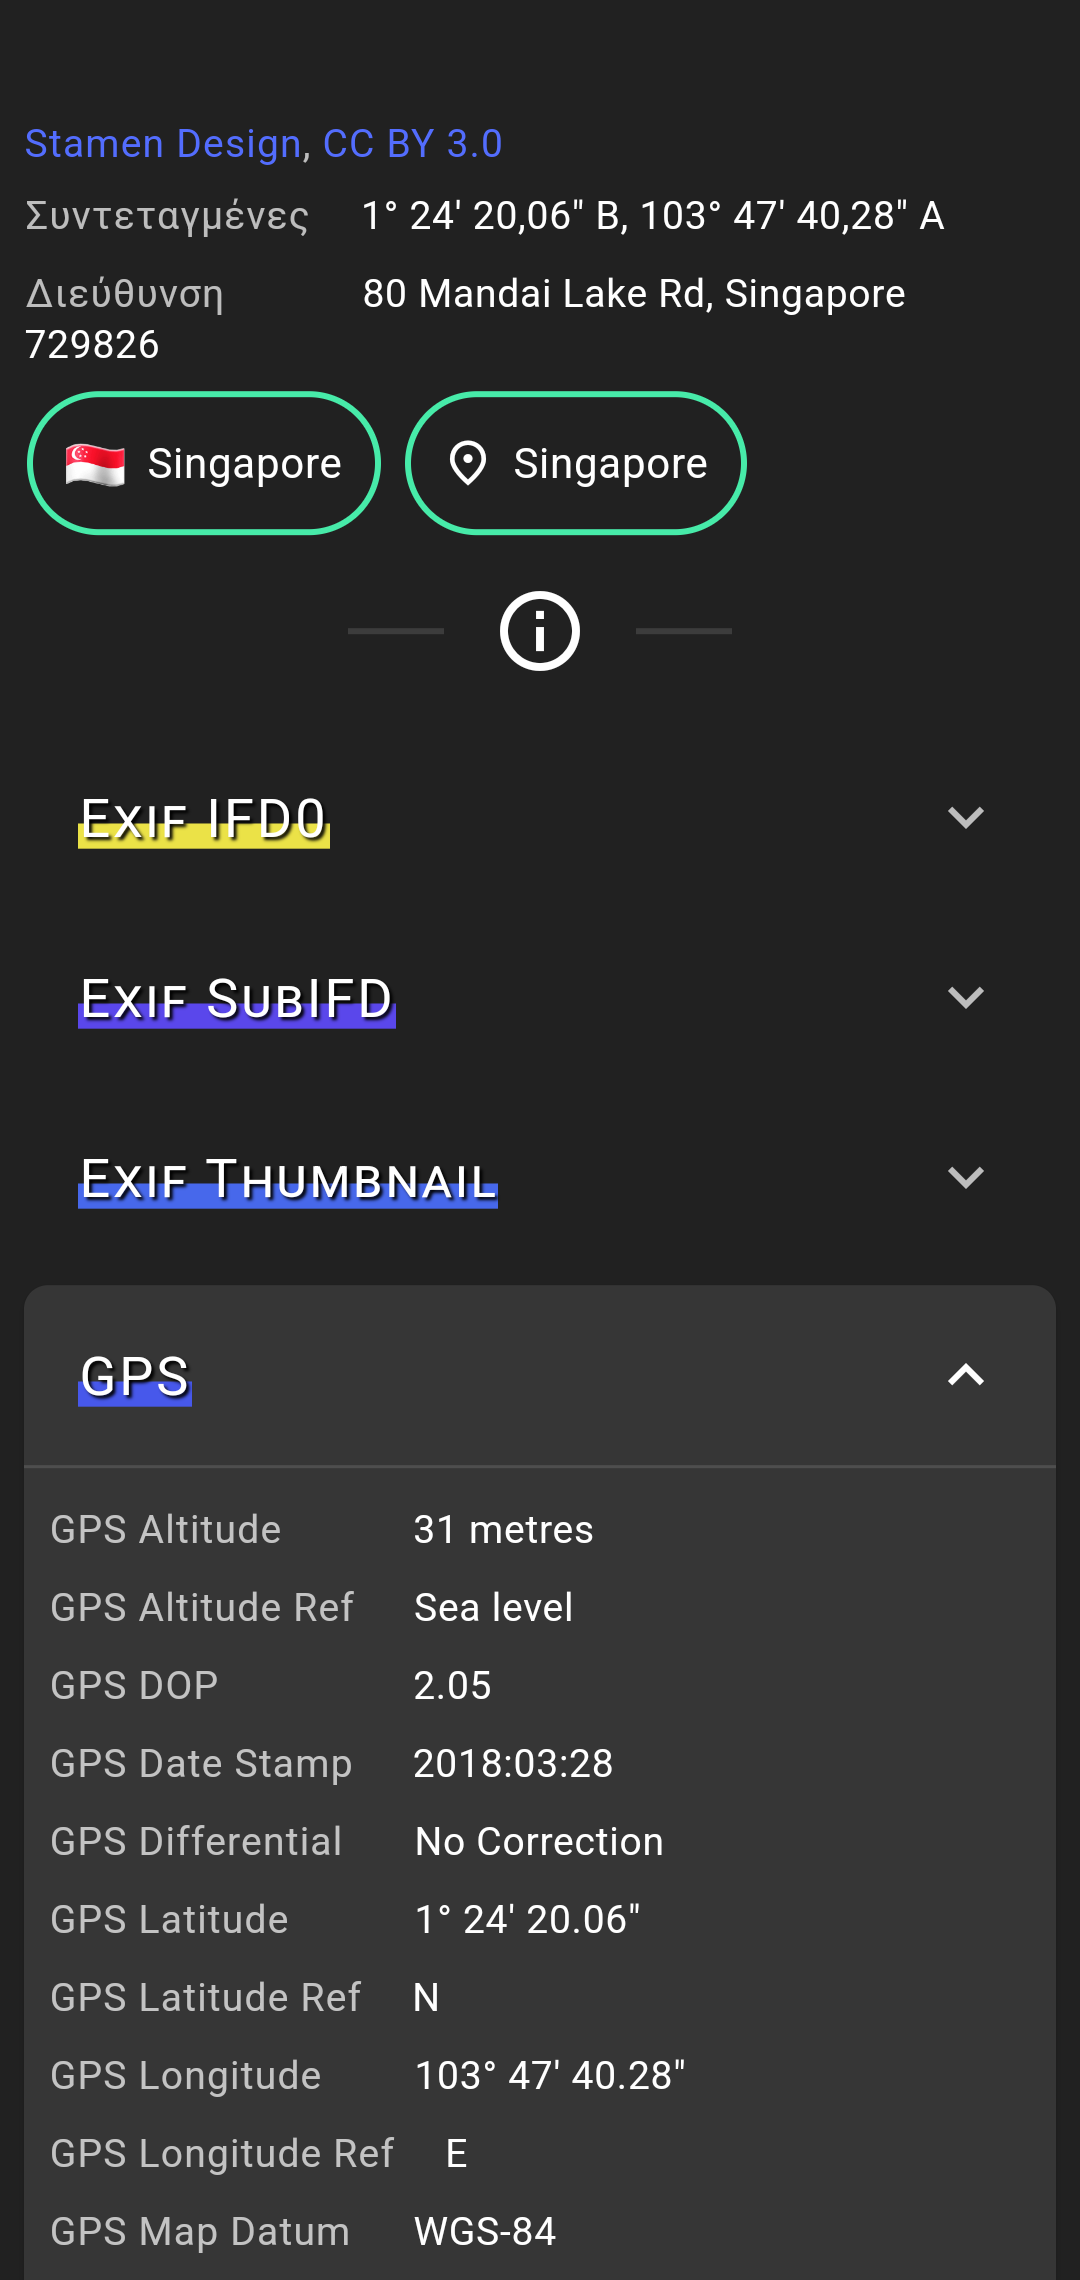 Stamen Design, CC BY 3.0
Συντεταγμένες 1° 24' 20,06" Β, 103° 47' 40,28" Α
Διεύθυνση 80 Mandai Lake Rd, Singapore
729826
🇸🇬 Singapore Singapore
Exif IFD0
Exif SubIFD
Exif Thumbnail
GPS
GPS Altitude 31 metres
GPS Altitude Ref Sea level
GPS DOP 2.05
GPS Date Stamp 2018:03:28
GPS Differential No Correction
GPS Latitude 1° 24' 20.06"
GPS Latitude Ref N
GPS Longitude 103° 47' 40.28"
GPS Longitude Ref E
GPS Map Datum WGS-84